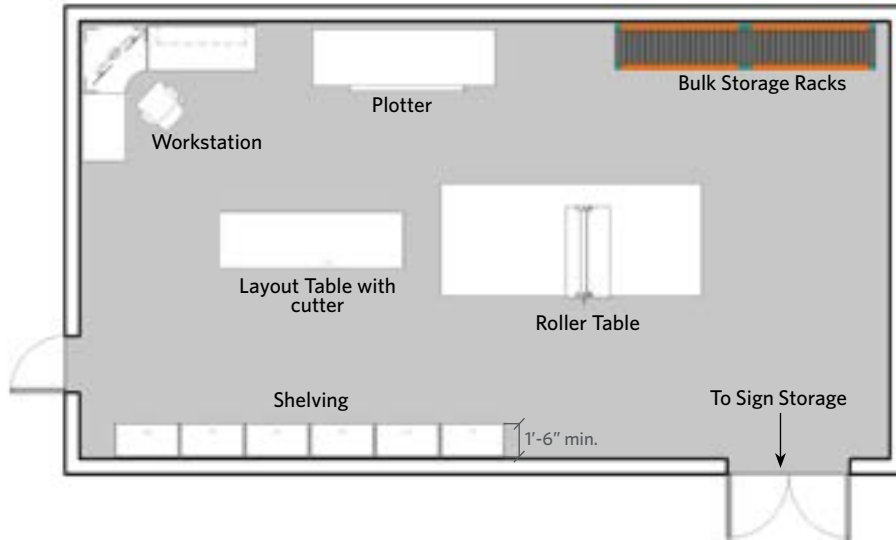 Bulk Storage Racks
Plotter
Workstation
Layout Table with
cutter
Roller Table
Shelving
To Sign Storage
1'-6" min.